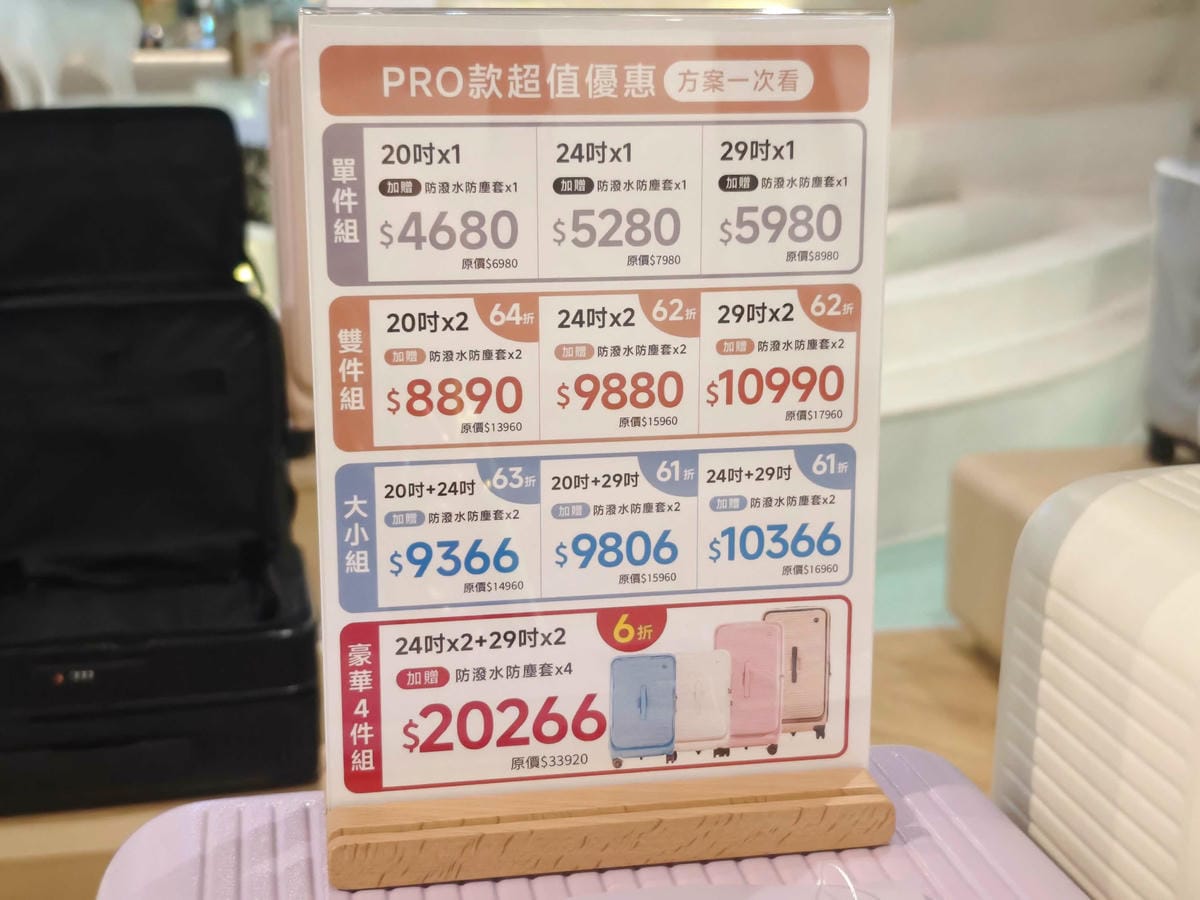 PRO款超值優惠 方案一次看
單件組
20吋x1
加贈 防潑水防塵套x1
$4680
原價$6980
24吋x1
加贈 防潑水防塵套x1
$5280
原價$7980
29吋x1
加贈 防潑水防塵套x1
$5980
原價$8980
雙件組
20吋x2 64折
加贈 防潑水防塵套x2
$8890
原價$13960
24吋x2 62折
加贈 防潑水防塵套x2
$9880
原價$15960
29吋x2 62折
加贈 防潑水防塵套x2
$10990
原價$17960
大小組
20吋+24吋 63折
加贈 防潑水防塵套x2
$9366
原價$14960
20吋+29吋 61折
加贈 防潑水防塵套x2
$9806
原價$15960
24吋+29吋 61折
加贈 防潑水防塵套x2
$10366
原價$16960
豪華4件組
24吋x2+29吋x2 6折
加贈 防潑水防塵套x4
$20266
原價$33920